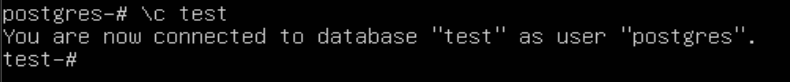 postgres-# \c test
You are now connected to database "test" as user "postgres".
test-#